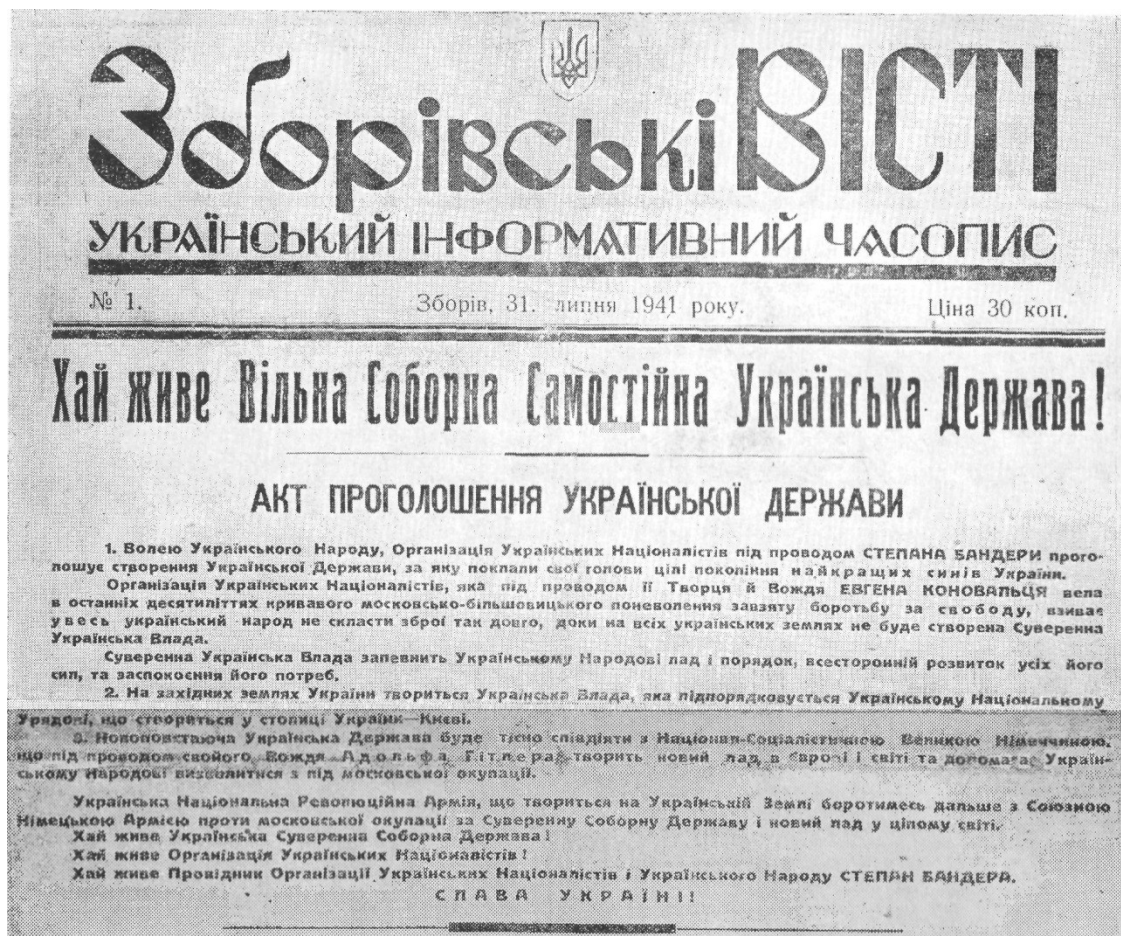 Зборівські ВІСТІ
УКРАЇНСЬКИЙ ІНФОРМАТИВНИЙ ЧАСОПИС
№ 1. Зборів, 31. липня 1941 року. Ціна 30 коп.
Хай живе Вільна Соборна Самостійна Українська Держава!
АКТ ПРОГОЛОШЕННЯ УКРАЇНСЬКОЇ ДЕРЖАВИ
1. Волею Українського Народу, Організація Українських Націоналістів під проводом СТЕПАНА БАНДЕРИ прого-
лошує створення Української Держави, за яку поклали свої голови цілі покоління найкращих синів України.
Організація Українських Націоналістів, яка під проводом її Творця й Вождя ЕВГЕНА КОНОВАЛЬЦЯ вела
в останніх десятиліттях кривавого московсько-більшовицького поневолення завзяту боротьбу за свободу, взиває
увесь український народ не скласти зброї так довго, доки на всіх українських землях не буде створена Суверенна
Українська Влада.
Суверенна Українська Влада запевнить Українському Народові лад і порядок, всесторонній розвиток усіх його
сил, та заспокоєння його потреб.
2. На західних землях України твориться Українська Влада, яка підпорядковується Українському Національному
Урядові, що створиться у столиці України—Києві.
3. Новоповстаюча Українська Держава буде тісно співдіяти з Націонал-Соціалістичною Великою Німеччиною,
що під проводом свойого Вождя Адольфа Гітлера творить новий лад в Європі і світі та допомагає Україн-
ському Народові визволитися з під московської окупації.
Українська Національна Революційна Армія, що твориться на Українській Землі боротимесь дальше з Союзною
Німецькою Армією проти московської окупації за Суверенну Соборну Державу і новий лад у цілому світі.
Хай живе Українська Суверенна Соборна Держава!
Хай живе Організація Українських Націоналістів!
Хай живе Провідник Організації Українських Націоналістів і Українського Народу СТЕПАН БАНДЕРА.
СЛАВА УКРАЇНІ!